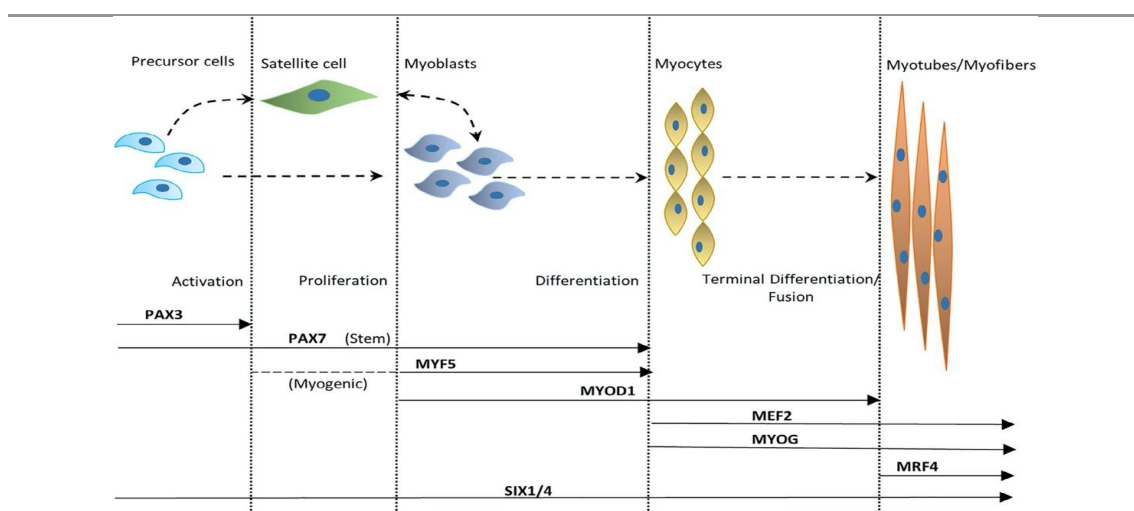 Precursor cells
Satellite cell
Myoblasts
Myocytes
Myotubes/Myofibers
Activation
Proliferation
Differentiation
Terminal Differentiation/
Fusion
PAX3
PAX7 (Stem)
MYF5
(Myogenic)
MYOD1
MEF2
MYOG
MRF4
SIX1/4